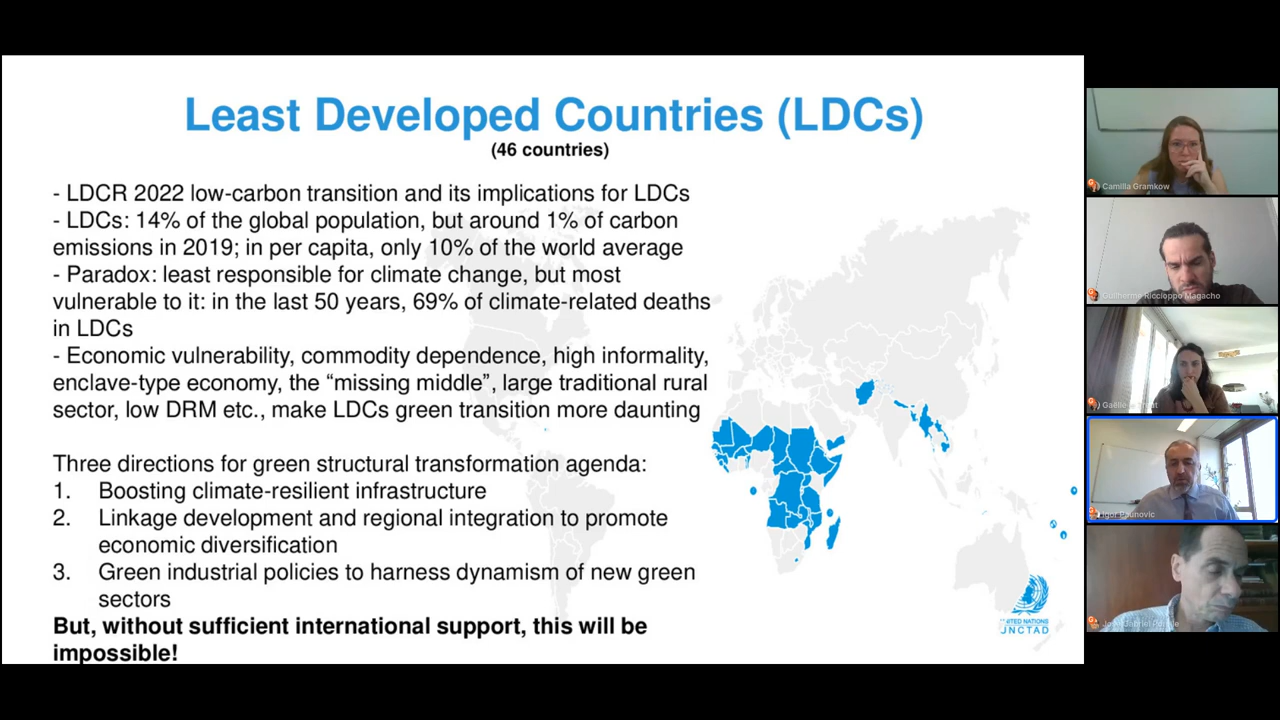 Least Developed Countries (LDCs)
(46 countries)
- LDCR 2022 low-carbon transition and its implications for LDCs
- LDCs: 14% of the global population, but around 1% of carbon
emissions in 2019; in per capita, only 10% of the world average
- Paradox: least responsible for climate change, but most
vulnerable to it: in the last 50 years, 69% of climate-related deaths
in LDCs
- Economic vulnerability, commodity dependence, high informality,
enclave-type economy, the “missing middle”, large traditional rural
sector, low DRM etc., make LDCs green transition more daunting
Three directions for green structural transformation agenda:
1. Boosting climate-resilient infrastructure
2. Linkage development and regional integration to promote
economic diversification
3. Green industrial policies to harness dynamism of new green
sectors
But, without sufficient international support, this will be
impossible!
UNITED NATIONS
UNCTAD
Camila Gramkow
Guilherme Riccioppo Magacho
Igor Paunovic